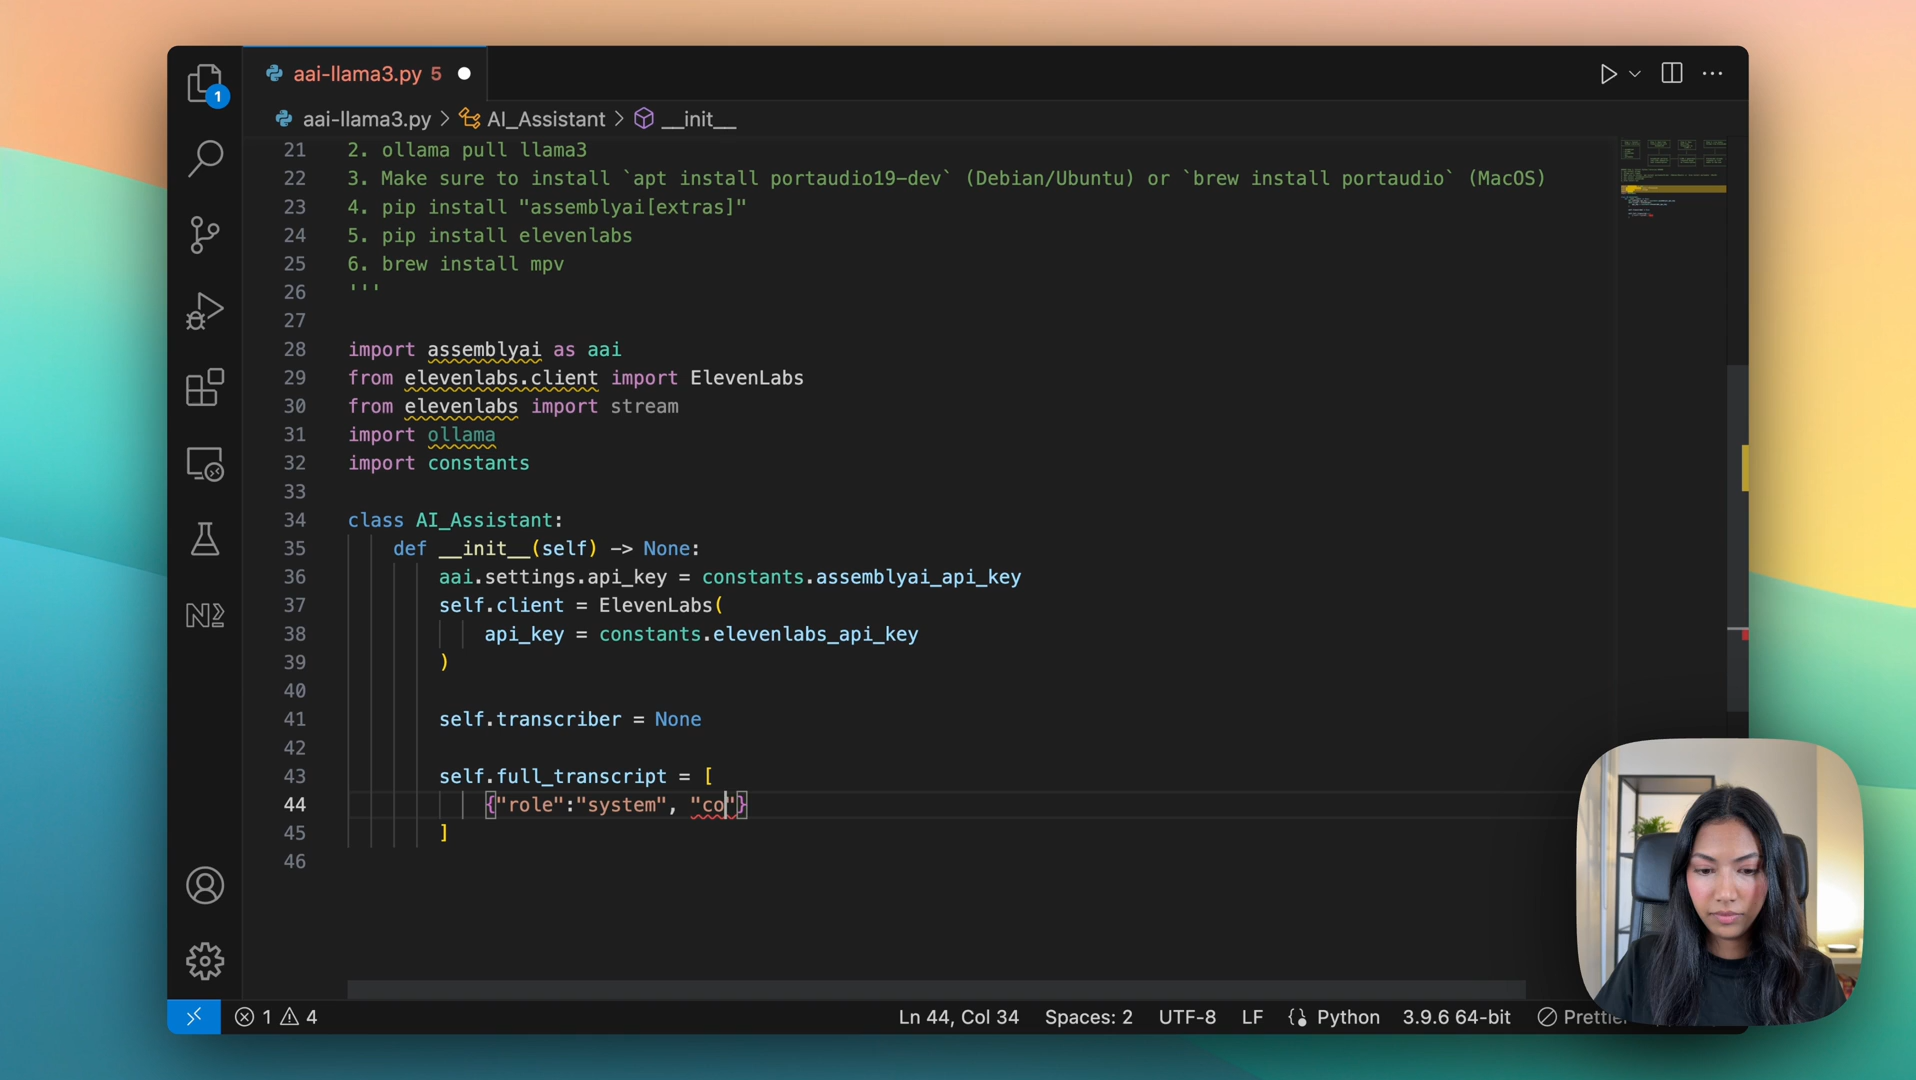 aai-llama3.py 5
1
aai-llama3.py > AI_Assistant > __init__
21 2. ollama pull llama3
22 3. Make sure to install `apt install portaudio19-dev` (Debian/Ubuntu) or `brew install portaudio` (MacOS)
23 4. pip install "assemblyai[extras]"
24 5. pip install elevenlabs
25 6. brew install mpv
26 '''
27
28 import assemblyai as aai
29 from elevenlabs.client import ElevenLabs
30 from elevenlabs import stream
31 import ollama
32 import constants
33
34 class AI_Assistant:
35 def __init__(self) -> None:
36 aai.settings.api_key = constants.assemblyai_api_key
37 self.client = ElevenLabs(
38 api_key = constants.elevenlabs_api_key
39 )
40
41 self.transcriber = None
42
43 self.full_transcript = [
44 {"role":"system", "co"}
45 ]
46
1 4 Ln 44, Col 34 Spaces: 2 UTF-8 LF {} Python 3.9.6 64-bit